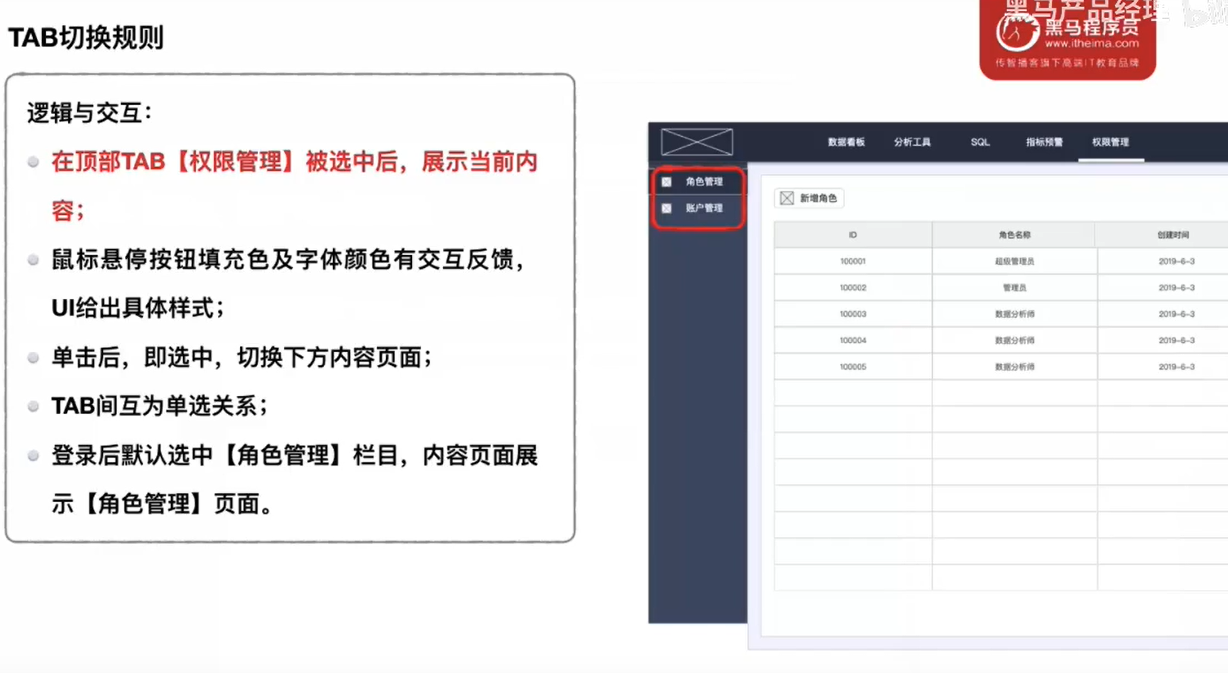 TAB切换规则
黑马产品经理
黑马程序员
www.itheima.com
传智播客旗下高端IT教育品牌
逻辑与交互：
在顶部TAB【权限管理】被选中后，展示当前内
容；
鼠标悬停按钮填充色及字体颜色有交互反馈，
UI给出具体样式；
单击后，即选中，切换下方内容页面；
TAB间互为单选关系；
登录后默认选中【角色管理】栏目，内容页面展
示【角色管理】页面。
数据看板 分析工具 SQL 指标预警 权限管理
角色管理
账户管理
新增角色
ID 角色名称 创建时间
100001 超级管理员 2019-6-3
100002 管理员 2019-6-3
100003 数据分析师 2019-6-3
100004 数据分析师 2019-6-3
100005 数据分析师 2019-6-3